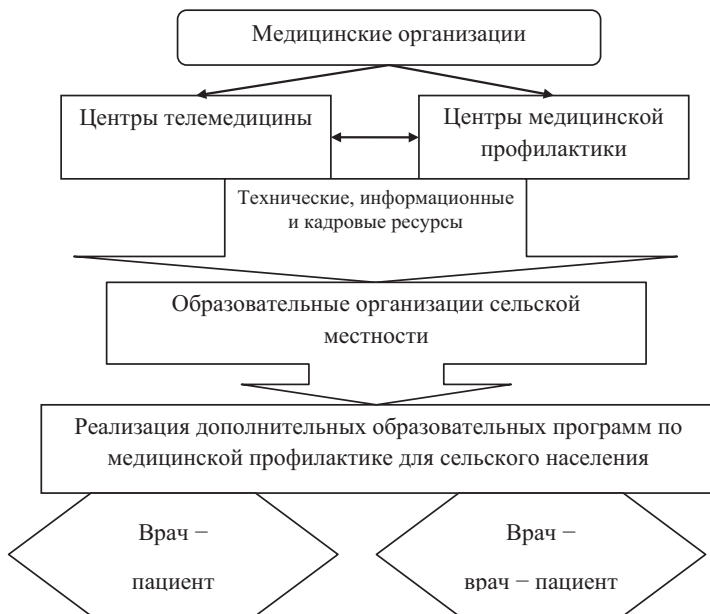 Медицинские организации
Центры телемедицины
Центры медицинской
профилактики
Технические, информационные
и кадровые ресурсы
Образовательные организации сельской
местности
Реализация дополнительных образовательных программ по
медицинской профилактике для сельского населения
Врач −
пациент
Врач −
врач − пациент